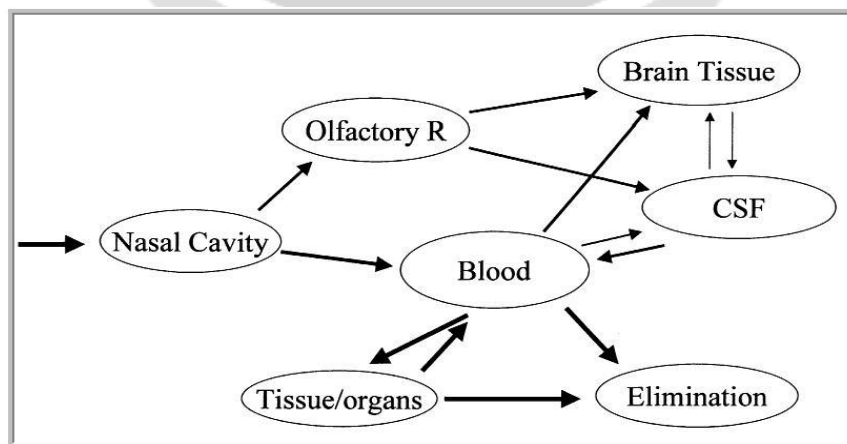 Brain Tissue
Olfactory R
CSF
Nasal Cavity
Blood
Tissue/organs
Elimination